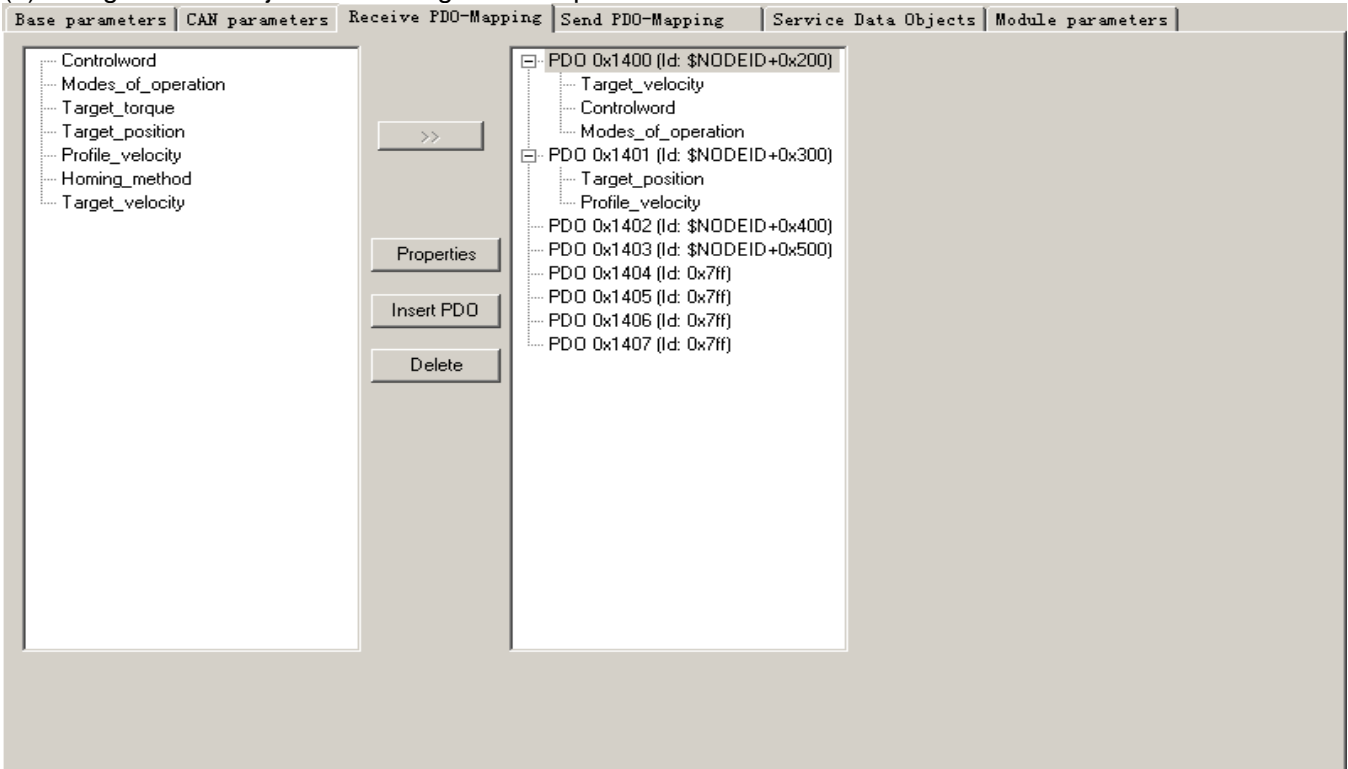 Base parameters CAN parameters Receive PDO-Mapping Send PDO-Mapping Service Data Objects Module parameters
Controlword
Modes_of_operation
Target_torque
Target_position
Profile_velocity
Homing_method
Target_velocity
>>
Properties
Insert PDO
Delete
PDO 0x1400 (Id: $NODEID+0x200)
Target_velocity
Controlword
Modes_of_operation
PDO 0x1401 (Id: $NODEID+0x300)
Target_position
Profile_velocity
PDO 0x1402 (Id: $NODEID+0x400)
PDO 0x1403 (Id: $NODEID+0x500)
PDO 0x1404 (Id: 0x7ff)
PDO 0x1405 (Id: 0x7ff)
PDO 0x1406 (Id: 0x7ff)
PDO 0x1407 (Id: 0x7ff)